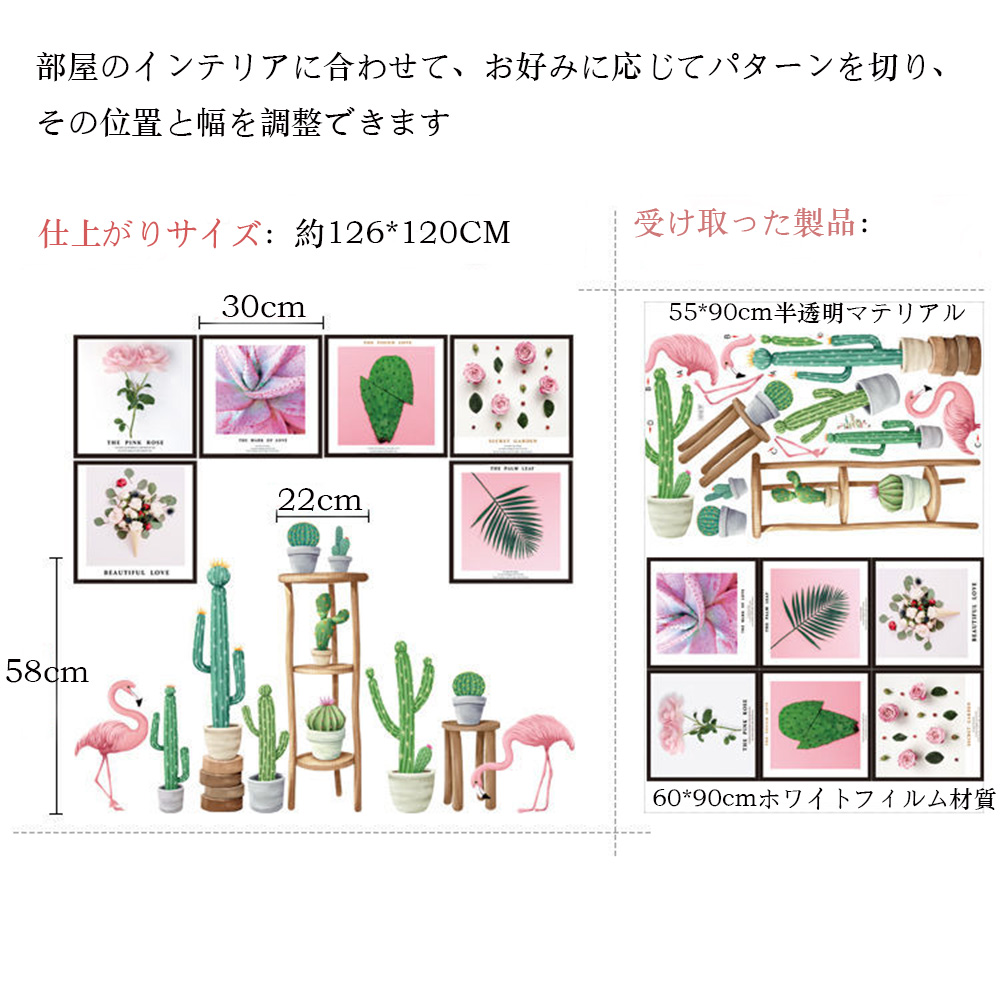 部屋のインテリアに合わせて、お好みに応じてパターンを切り、
その位置と幅を調整できます
仕上がりサイズ: 約126*120CM
受け取った製品:
30cm
THE PINK ROSE
THE MARK OF LOVE
THE TOUCH LOVE
SECRET GARDEN
BEAUTIFUL LOVE
THE PALM LEAF
22cm
58cm
55*90cm半透明マテリアル
B
B
C
C
THE MARK OF LOVE
THE PALM LEAF
BEAUTIFUL LOVE
THE PINK ROSE
THE TOUCH LOVE
SECRET GARDEN
60*90cmホワイトフィルム材質